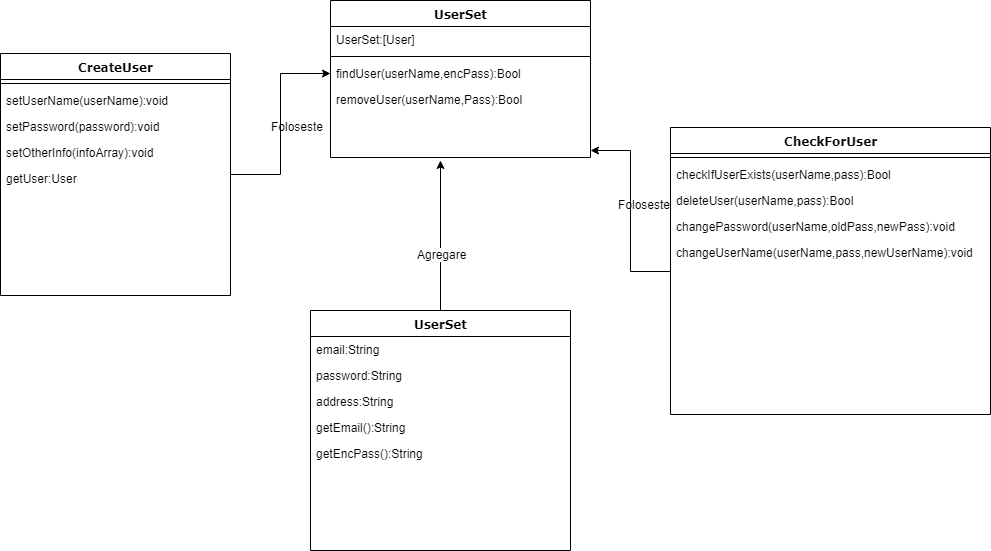 UserSet
UserSet:[User]
findUser(userName,encPass):Bool
removeUser(userName,Pass):Bool
CreateUser
setUserName(userName):void
setPassword(password):void
setOtherInfo(infoArray):void
getUser:User
Foloseste
CheckForUser
checkIfUserExists(userName,pass):Bool
deleteUser(userName,pass):Bool
changePassword(userName,oldPass,newPass):void
changeUserName(userName,pass,newUserName):void
Foloseste
Agregare
UserSet
email:String
password:String
address:String
getEmail():String
getEncPass():String